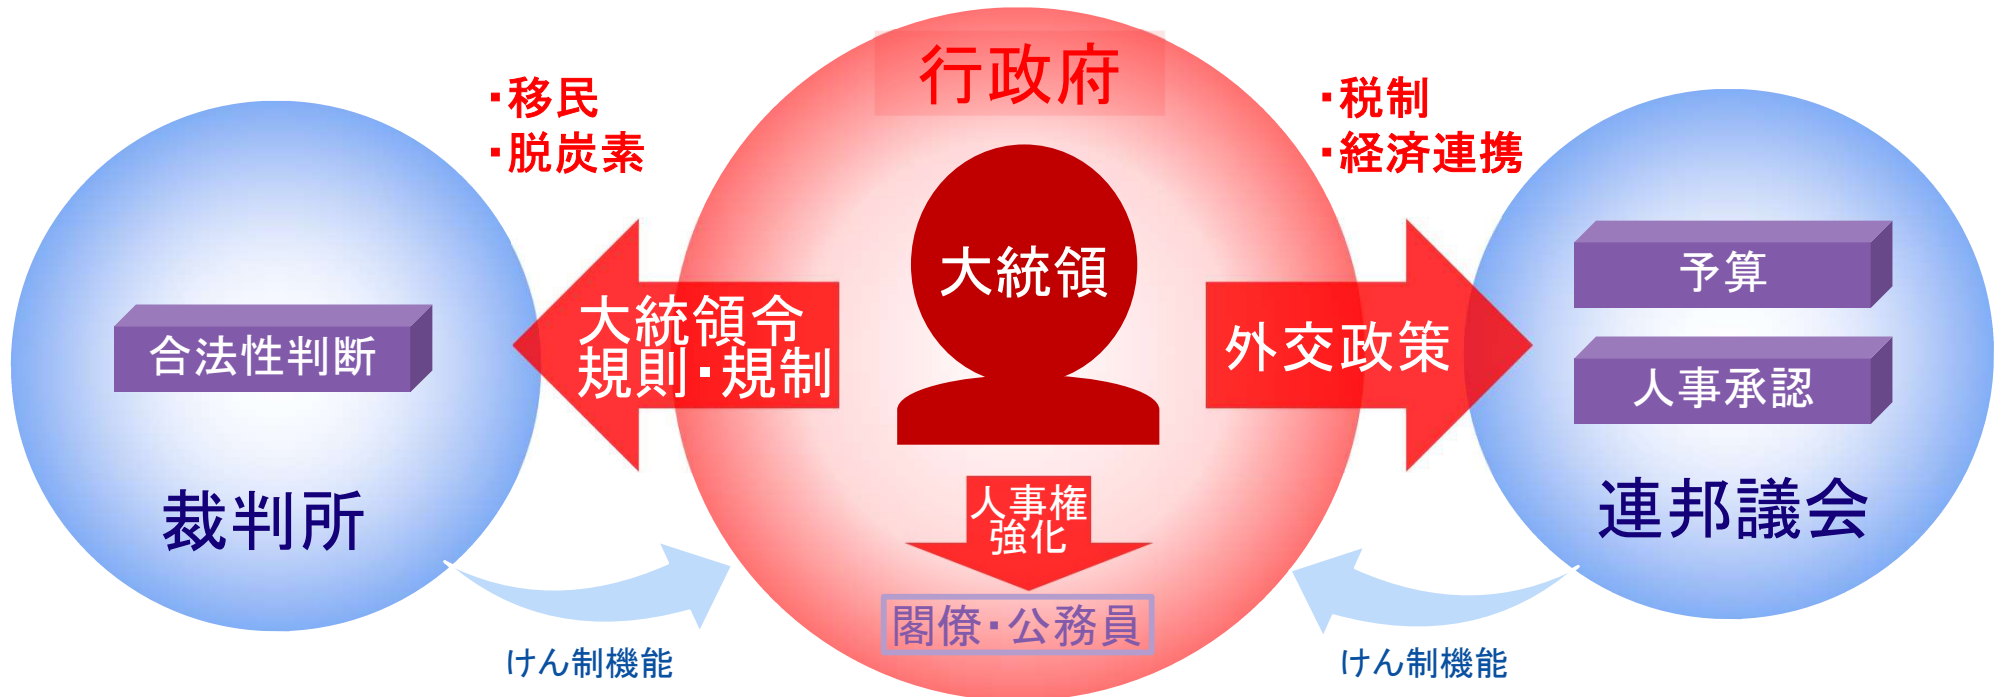 行政府
・移民
・脱炭素
・税制
・経済連携
大統領
大統領令
規則・規制
外交政策
合法性判断
予算
人事承認
裁判所
連邦議会
人事権
強化
閣僚・公務員
けん制機能
けん制機能